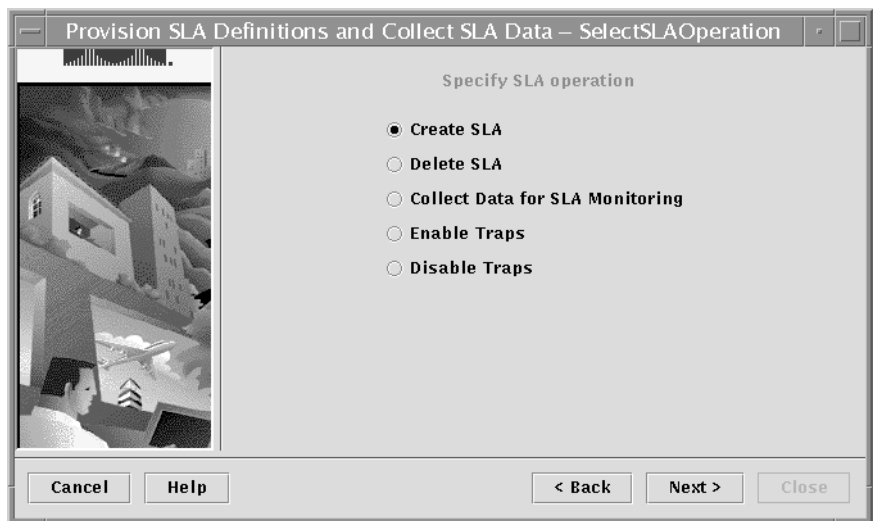 Provision SLA Definitions and Collect SLA Data – SelectSLAOperation
Specify SLA operation
Create SLA
Delete SLA
Collect Data for SLA Monitoring
Enable Traps
Disable Traps
Cancel
Help
< Back
Next >
Close